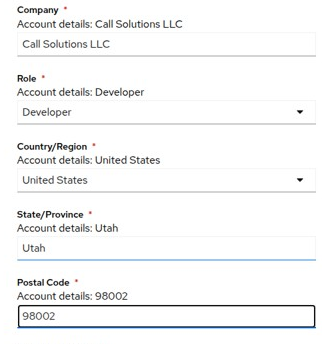 Company *
Account details: Call Solutions LLC
Call Solutions LLC
Role *
Account details: Developer
Developer
Country/Region *
Account details: United States
United States
State/Province *
Account details: Utah
Utah
Postal Code *
Account details: 98002
98002